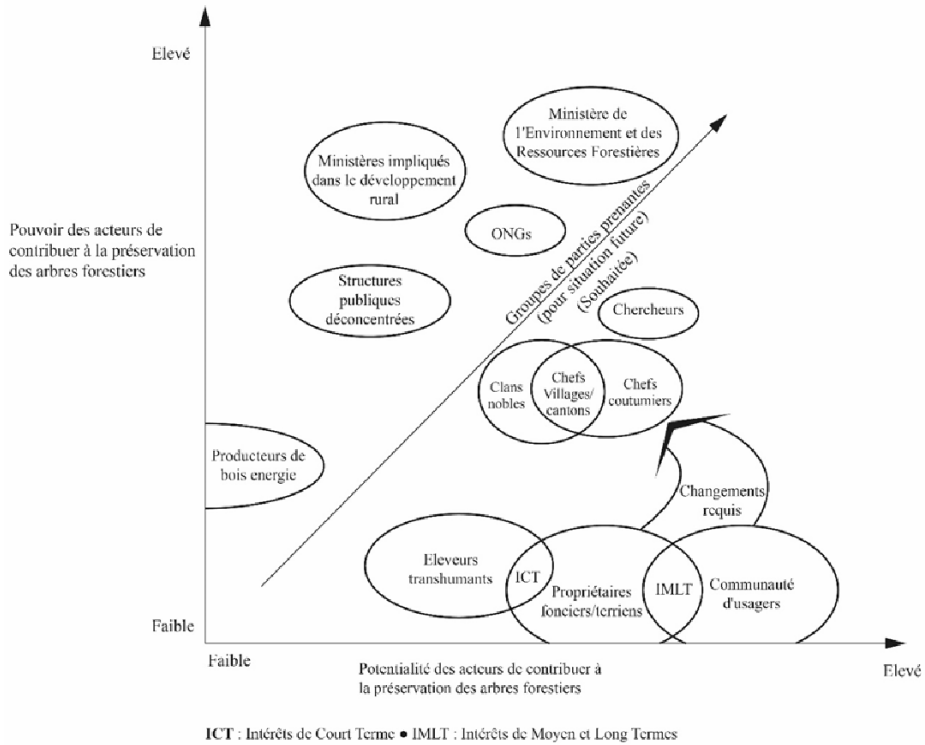 Elevé
Ministère de
l'Environnement et des
Ressources Forestières
Ministères impliqués
dans le développement
rural
Pouvoir des acteurs de
contribuer à la préservation
des arbres forestiers
ONGs
Groupes de parties prenantes
(pour situation future)
(Souhaitée)
Structures
publiques
déconcentrées
Chercheurs
Clans
nobles
Chefs
Villages/
cantons
Chefs
coutumiers
Producteurs de
bois energie
Changements
requis
Eleveurs
transhumants
ICT
Propriétaires
fonciers/terriens
IMLT
Communauté
d'usagers
Faible
Faible
Elevé
Potentialité des acteurs de contribuer à
la préservation des arbres forestiers
ICT : Intérêts de Court Terme ● IMLT : Intérêts de Moyen et Long Termes